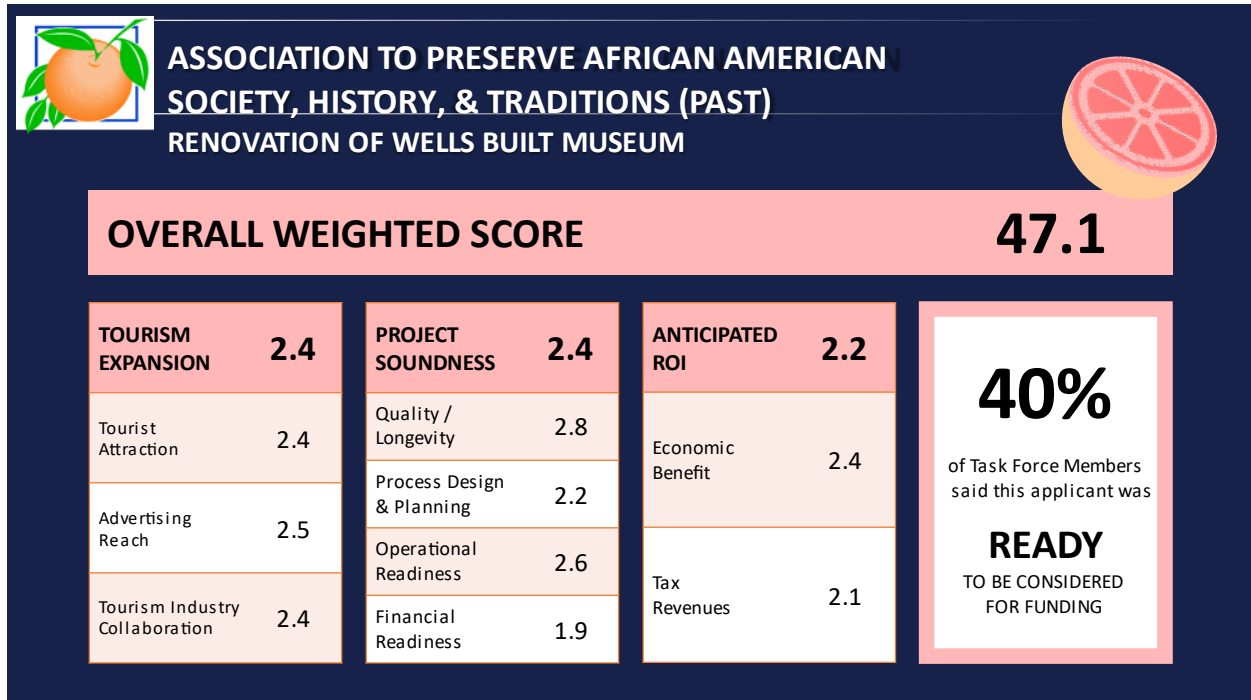 ASSOCIATION TO PRESERVE AFRICAN AMERICAN
SOCIETY, HISTORY, & TRADITIONS (PAST)
RENOVATION OF WELLS BUILT MUSEUM
OVERALL WEIGHTED SCORE 47.1
TOURISM
EXPANSION
2.4
Tourist
Attraction
2.4
Advertising
Reach
2.5
Tourism Industry
Collaboration
2.4
PROJECT
SOUNDNESS
2.4
Quality /
Longevity
2.8
Process Design
& Planning
2.2
Operational
Readiness
2.6
Financial
Readiness
1.9
ANTICIPATED
ROI
2.2
Economic
Benefit
2.4
Tax
Revenues
2.1
40%
of Task Force Members
said this applicant was
READY
TO BE CONSIDERED
FOR FUNDING